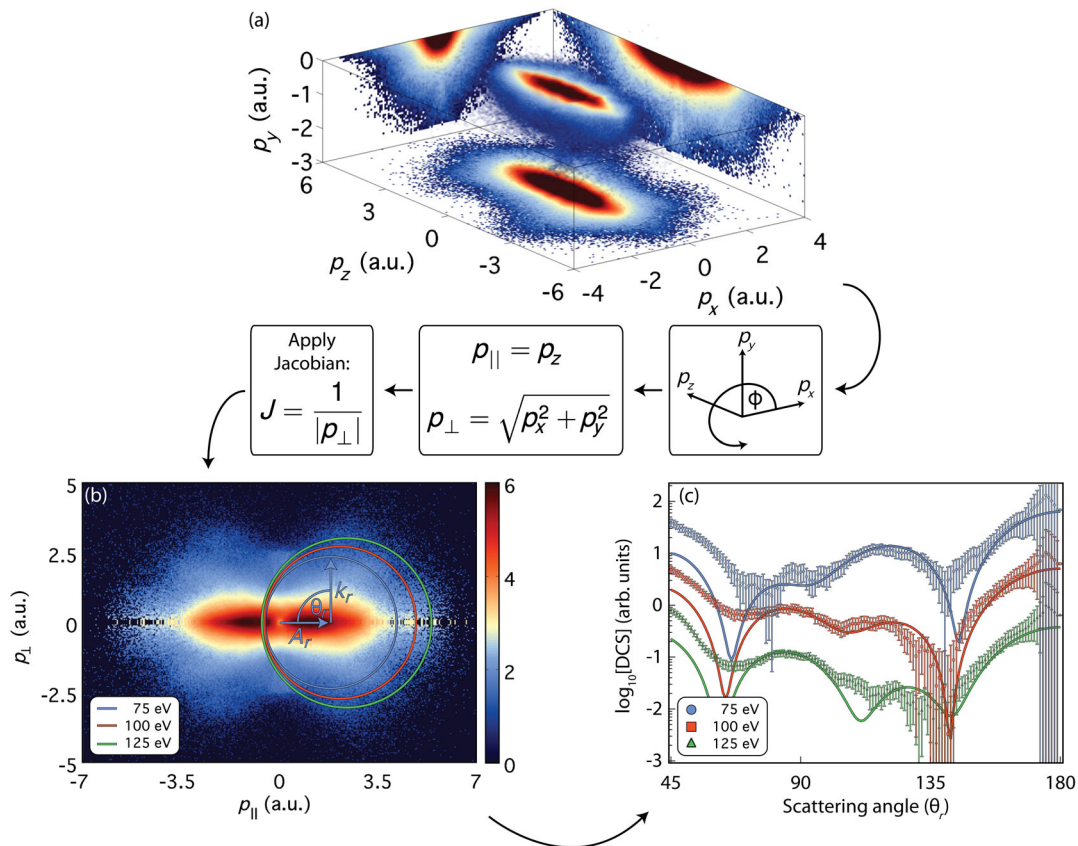 (a)
p_y (a.u.)
0
-1
-2
-3
6
3
0
-3
-6
p_z (a.u.)
-4
-2
0
2
4
p_x (a.u.)
Apply
Jacobian:
J = 1 / |p_⊥|
p_|| = p_z
p_⊥ = √(p_x^2 + p_y^2)
p_y
p_z
p_x
ϕ
(b)
5
2.5
0
-2.5
-5
p_⊥ (a.u.)
k_r
θ_r
A_r
75 eV
100 eV
125 eV
-7
-3.5
0
3.5
7
p_|| (a.u.)
6
4
2
0
(c)
2
1
0
-1
-2
-3
log10[DCS] (arb. units)
75 eV
100 eV
125 eV
45
90
135
180
Scattering angle (θ_r)